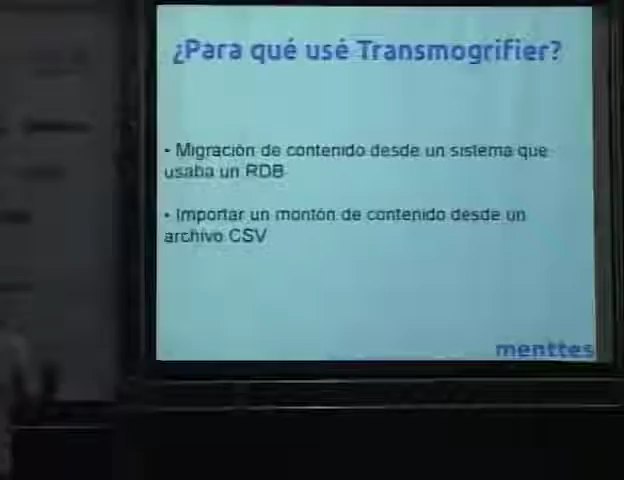 ¿Para qué usé Transmogrifier?
• Migración de contenido desde un sistema que
usaba un RDB
• Importar un montón de contenido desde un
archivo CSV
menttes